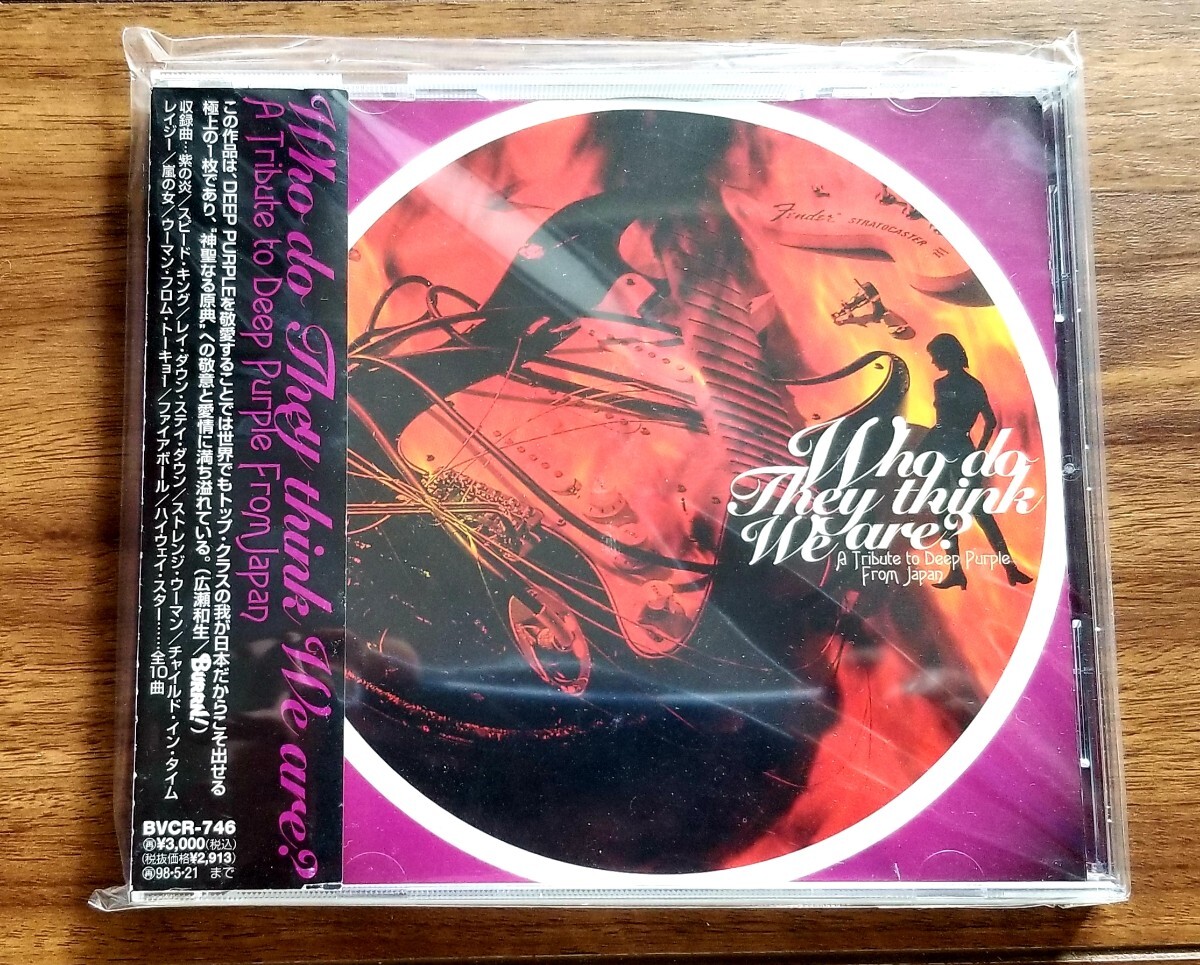 Who do They think We are?
A Tribute to Deep Purple From Japan
この作品は、DEEP PURPLEを敬愛することでは世界でもトップ・クラスの我が日本だからこそ出せる
極上の一枚であり、"神聖なる原典"への敬意と愛情に満ち溢れている。(広瀬和生/BURRN!)
収録曲…紫の炎/スピード・キング/レイ・ダウン・ステイ・ダウン/ストレンジ・ウーマン/チャイルド・イン・タイム
レイジー/嵐の女/ウーマン・フロム・トーキョー/ファイアボール/ハイウェイ・スター……全10曲
BVCR-746
再¥3,000(税込)
(税抜価格¥2,913)
再98・5・21 まで
Fender STRATOCASTER
Who do
They think
We are?
A Tribute to Deep Purple
From Japan